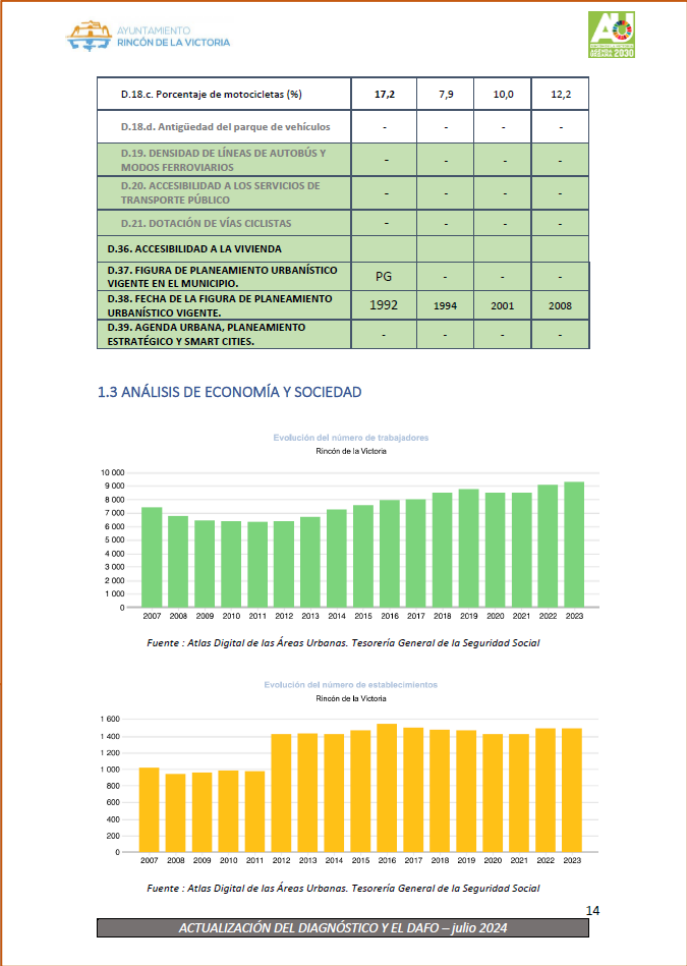 AYUNTAMIENTO
RINCÓN DE LA VICTORIA
AU
AGENDA URBANA 2030
D.18.c. Porcentaje de motocicletas (%) 17,2 7,9 10,0 12,2
D.18.d. Antigüedad del parque de vehículos - - - -
D.19. DENSIDAD DE LÍNEAS DE AUTOBÚS Y
MODOS FERROVIARIOS - - - -
D.20. ACCESIBILIDAD A LOS SERVICIOS DE
TRANSPORTE PÚBLICO - - - -
D.21. DOTACIÓN DE VÍAS CICLISTAS - - - -
D.36. ACCESIBILIDAD A LA VIVIENDA
D.37. FIGURA DE PLANEAMIENTO URBANÍSTICO
VIGENTE EN EL MUNICIPIO. PG - - -
D.38. FECHA DE LA FIGURA DE PLANEAMIENTO
URBANÍSTICO VIGENTE. 1992 1994 2001 2008
D.39. AGENDA URBANA, PLANEAMIENTO
ESTRATÉGICO Y SMART CITIES. - - - -
1.3 ANÁLISIS DE ECONOMÍA Y SOCIEDAD
Evolución del número de trabajadores
Rincón de la Victoria
10 000
9 000
8 000
7 000
6 000
5 000
4 000
3 000
2 000
1 000
0
2007 2008 2009 2010 2011 2012 2013 2014 2015 2016 2017 2018 2019 2020 2021 2022 2023
Fuente : Atlas Digital de las Áreas Urbanas. Tesorería General de la Seguridad Social
Evolución del número de establecimientos
Rincón de la Victoria
1 600
1 400
1 200
1 000
800
600
400
200
0
2007 2008 2009 2010 2011 2012 2013 2014 2015 2016 2017 2018 2019 2020 2021 2022 2023
Fuente : Atlas Digital de las Áreas Urbanas. Tesorería General de la Seguridad Social
14
ACTUALIZACIÓN DEL DIAGNÓSTICO Y EL DAFO – julio 2024